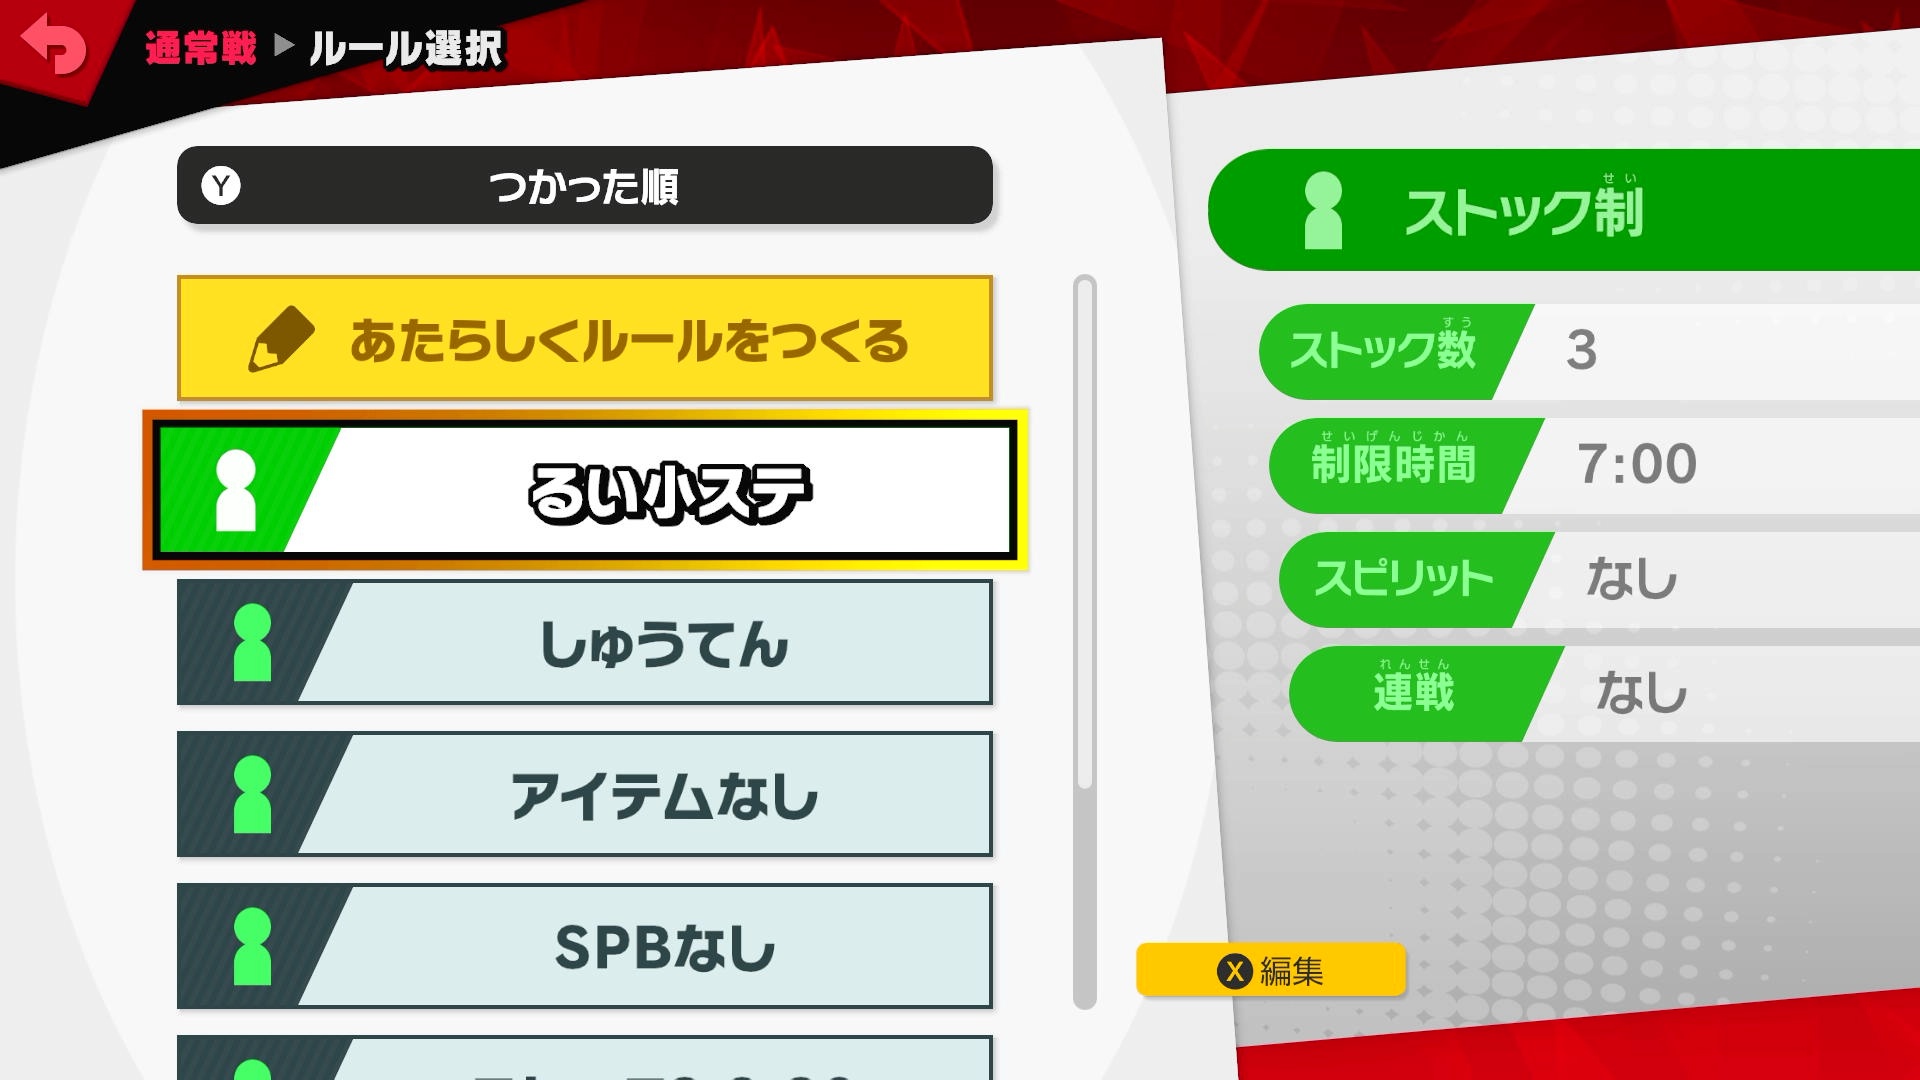 通常戦 ▶ ルール選択
Y つかった順
あたらしくルールをつくる
るい小ステ
しゅうてん
アイテムなし
SPBなし
せい
ストック制
すう
ストック数 3
せいげんじかん
制限時間 7:00
スピリット なし
れんせん
連戦 なし
X 編集